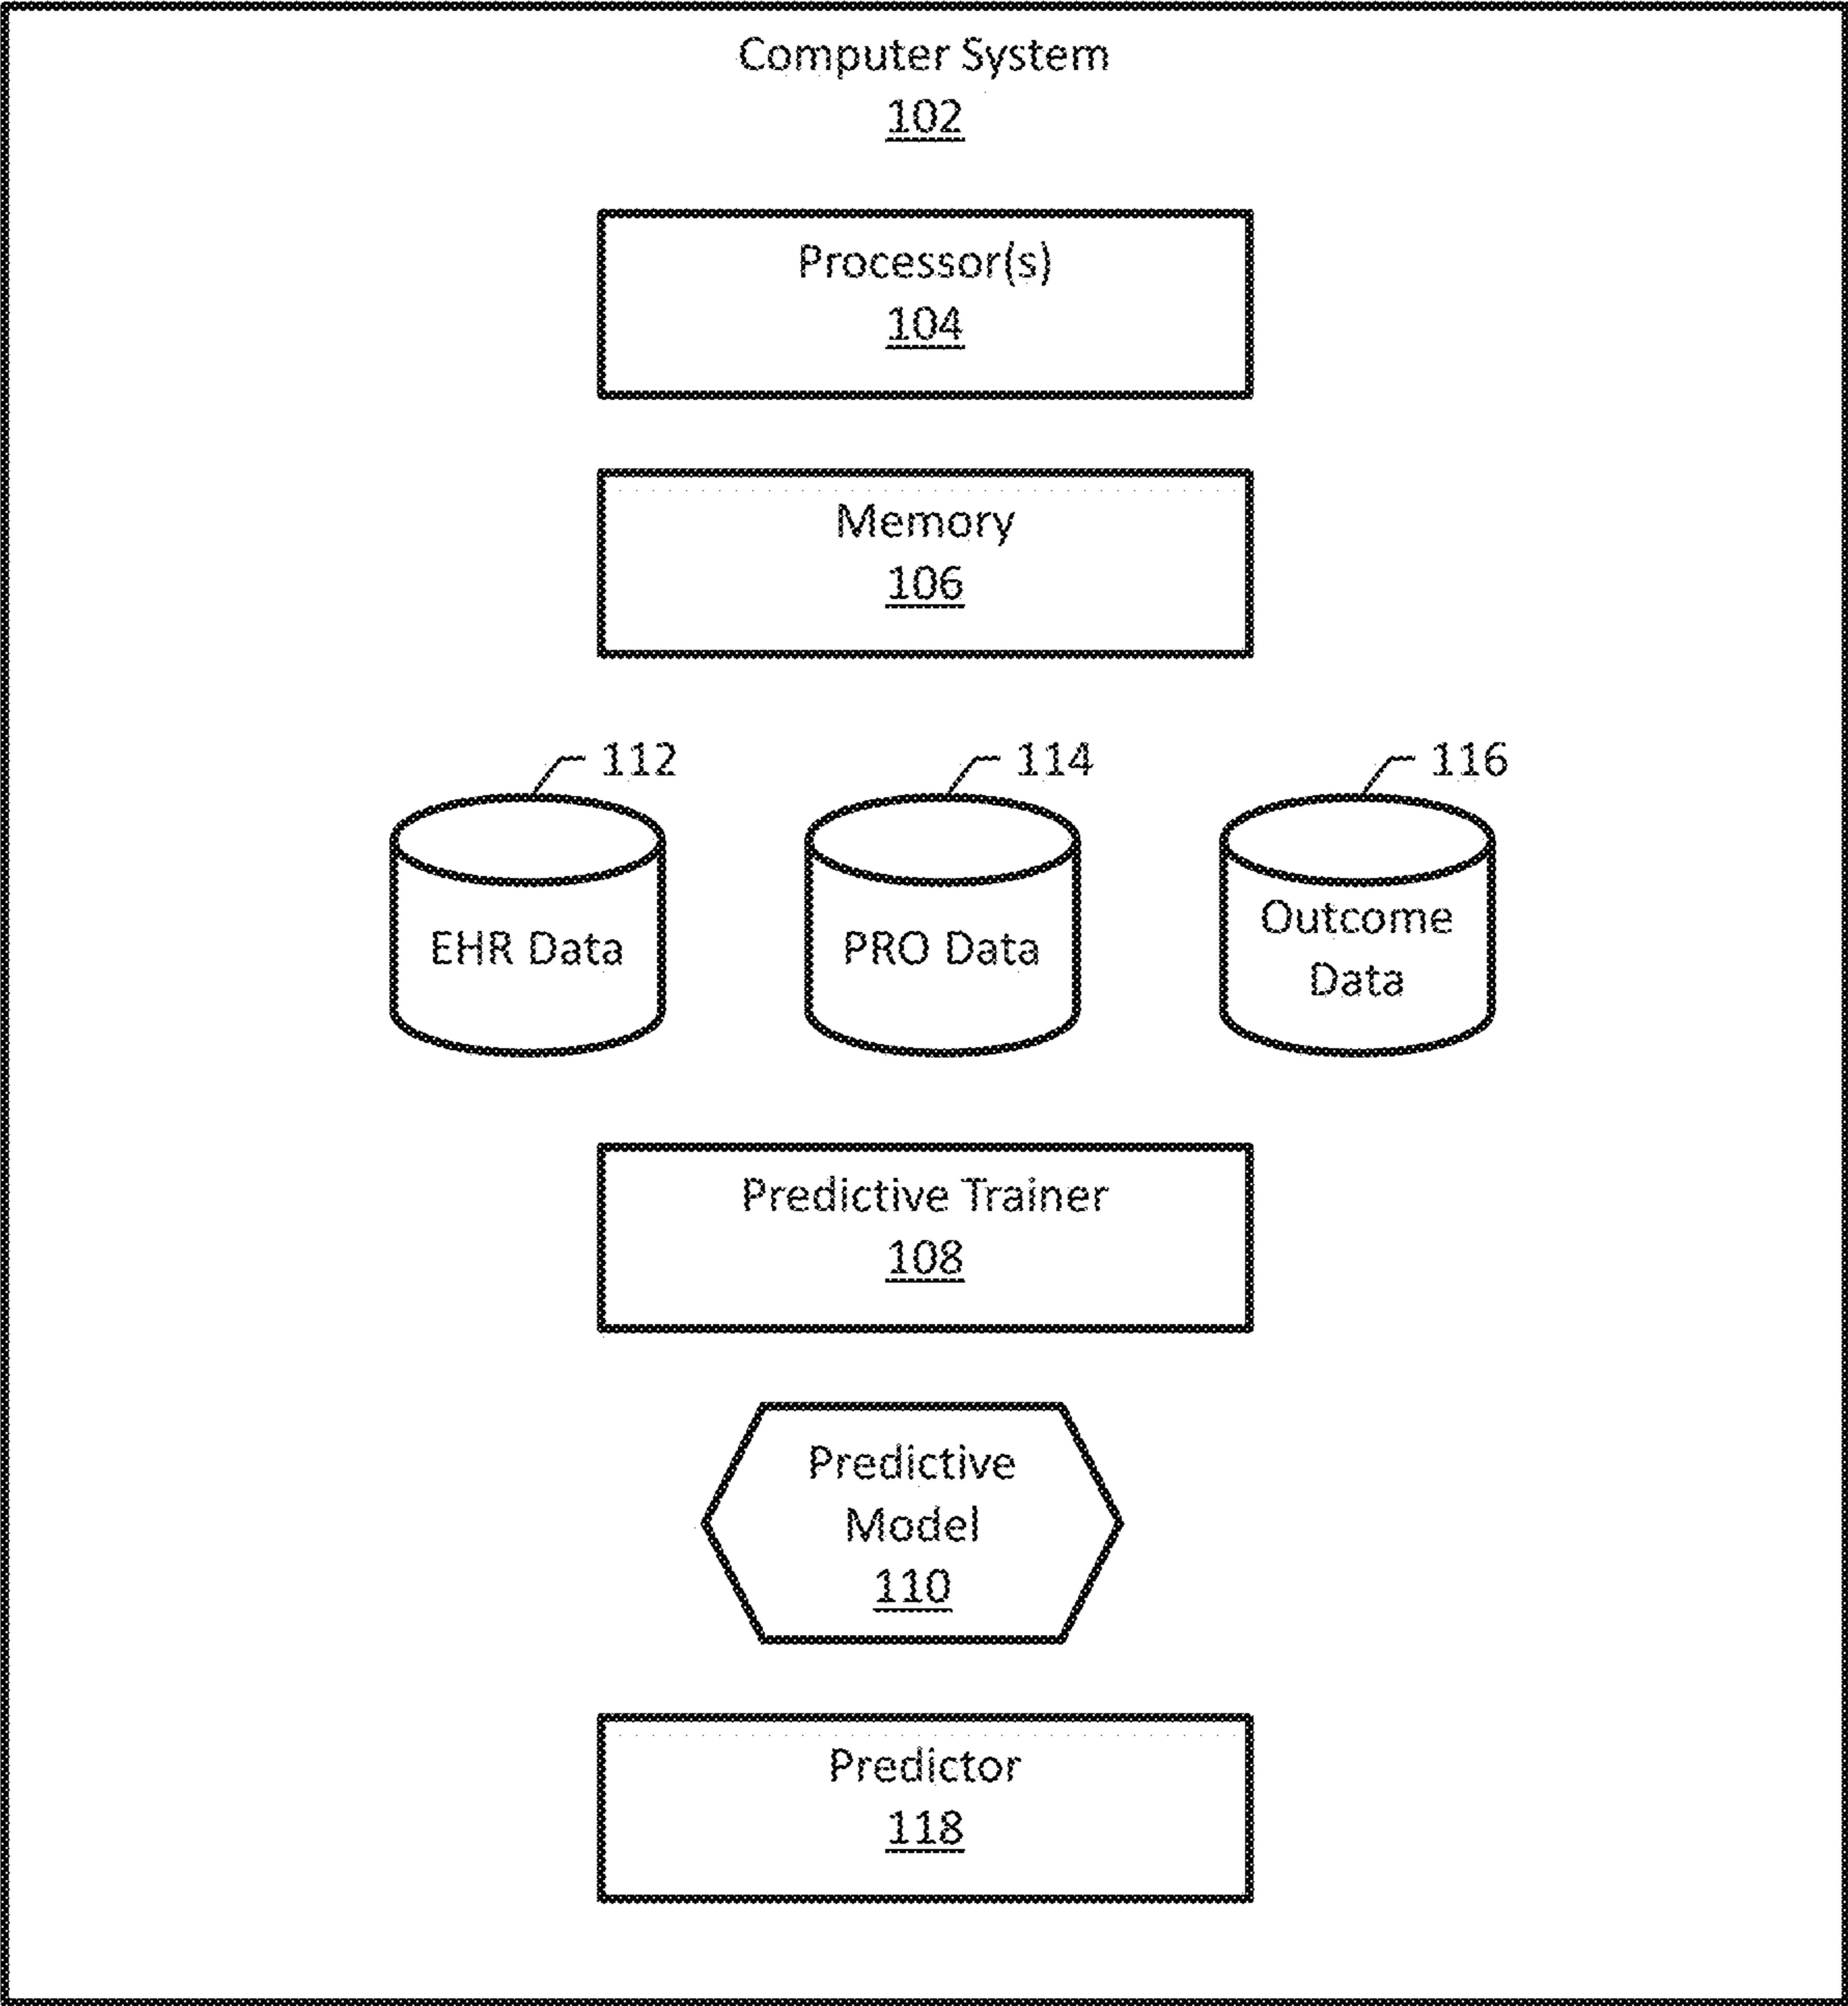 Computer System
102
Processor(s)
104
Memory
106
112
114
116
EHR Data
PRO Data
Outcome
Data
Predictive Trainer
108
Predictive
Model
110
Predictor
118